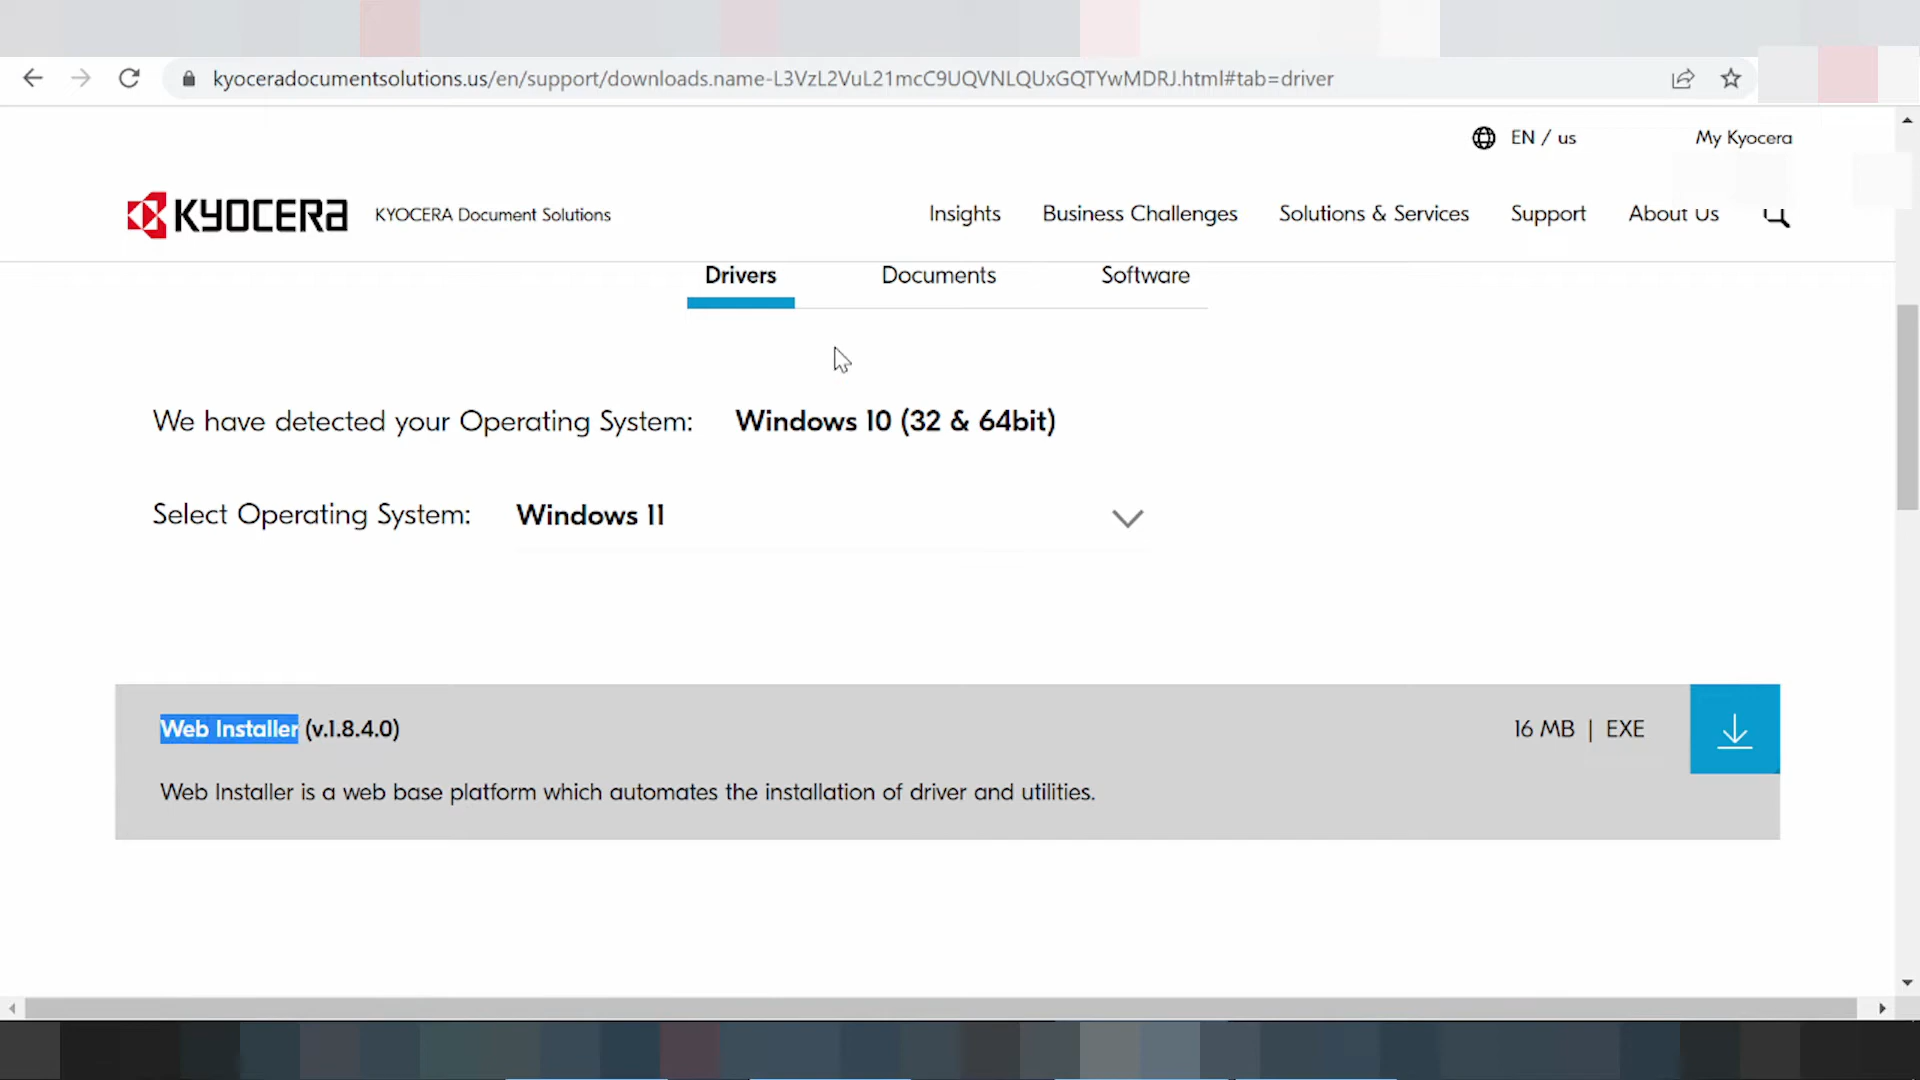 kyoceradocumentsolutions.us/en/support/downloads.name-L3VzL2VuL21mcC9UQVNLQUxGQTYwMDRJ.html#tab=driver
EN / us
My Kyocera
KYOCERA
KYOCERA Document Solutions
Insights
Business Challenges
Solutions & Services
Support
About Us
Drivers
Documents
Software
We have detected your Operating System: Windows 10 (32 & 64bit)
Select Operating System: Windows 11
Web Installer (v.1.8.4.0)
16 MB | EXE
Web Installer is a web base platform which automates the installation of driver and utilities.